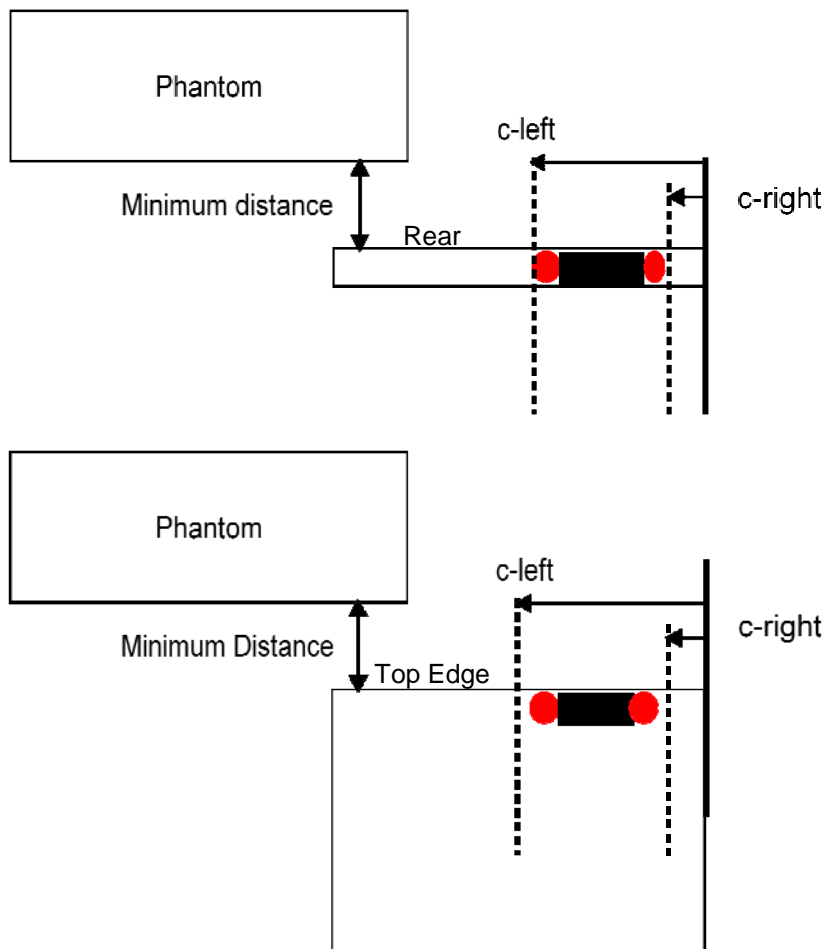 Phantom
c-left
c-right
Minimum distance
Rear
Phantom
c-left
c-right
Minimum Distance
Top Edge